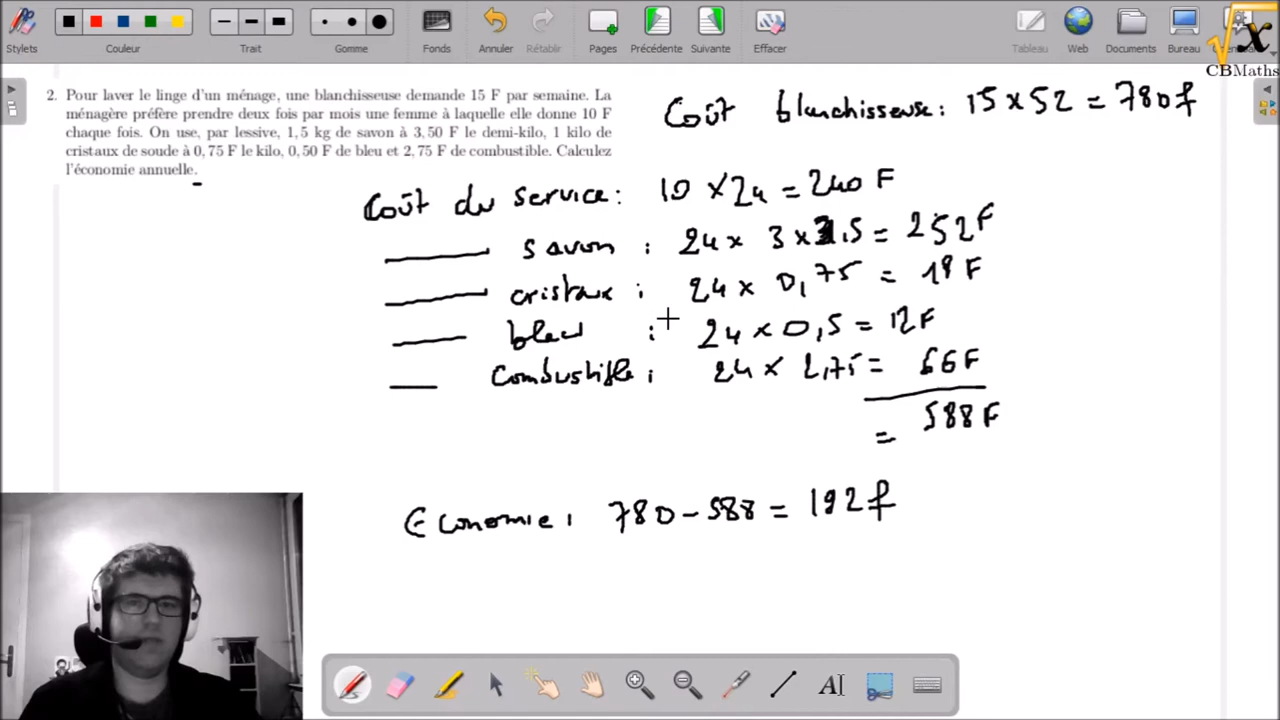 Stylets Couleur Trait Gomme Fonds Annuler Rétablir Pages Précédente Suivante Effacer Tableau Web Documents Bureau
CBMaths
2. Pour laver le linge d'un ménage, une blanchisseuse demande 15 F par semaine. La
ménagère préfère prendre deux fois par mois une femme à laquelle elle donne 10 F
chaque fois. On use, par lessive, 1,5 kg de savon à 3,50 F le demi-kilo, 1 kilo de
cristaux de soude à 0,75 F le kilo, 0,50 F de bleu et 2,75 F de combustible. Calculez
l'économie annuelle.
Coût blanchisseuse : 15 × 52 = 780 f
Coût du service : 10 × 24 = 240 F
savon : 24 × 3 × 3,5 = 252 F
cristaux : 24 × 0,75 = 18 F
bleu : 24 × 0,5 = 12 F
Combustible : 24 × 2,75 = 66 F
= 588 F
Economie : 780 - 588 = 192 f
AI